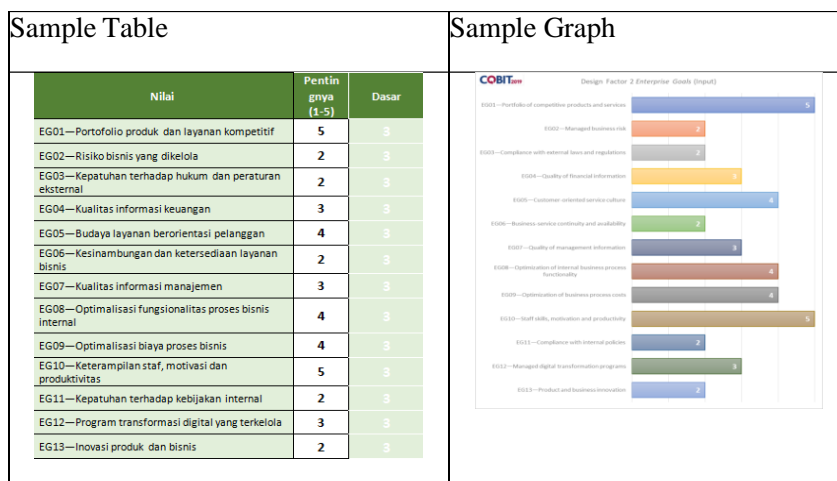 Sample Table
Sample Graph
Nilai
Pentin
gnya
(1-5)
Dasar
EG01—Portofolio produk dan layanan kompetitif
5
3
EG02—Risiko bisnis yang dikelola
2
3
EG03—Kepatuhan terhadap hukum dan peraturan
eksternal
2
3
EG04—Kualitas informasi keuangan
3
3
EG05—Budaya layanan berorientasi pelanggan
4
3
EG06—Kesinambungan dan ketersediaan layanan
bisnis
2
3
EG07—Kualitas informasi manajemen
3
3
EG08—Optimalisasi fungsionalitas proses bisnis
internal
4
3
EG09—Optimalisasi biaya proses bisnis
4
3
EG10—Keterampilan staf, motivasi dan
produktivitas
5
3
EG11—Kepatuhan terhadap kebijakan internal
2
3
EG12—Program transformasi digital yang terkelola
3
3
EG13—Inovasi produk dan bisnis
2
3
COBIT 2019
Design Factor 2 Enterprise Goals (Input)
EG01—Portfolio of competitive products and services
5
EG02—Managed business risk
2
EG03—Compliance with external laws and regulations
2
EG04—Quality of financial information
3
EG05—Customer-oriented service culture
4
EG06—Business-service continuity and availability
2
EG07—Quality of management information
3
EG08—Optimization of internal business process
functionality
4
EG09—Optimization of business process costs
4
EG10—Staff skills, motivation and productivity
5
EG11—Compliance with internal policies
2
EG12—Managed digital transformation programs
3
EG13—Product and business innovation
2